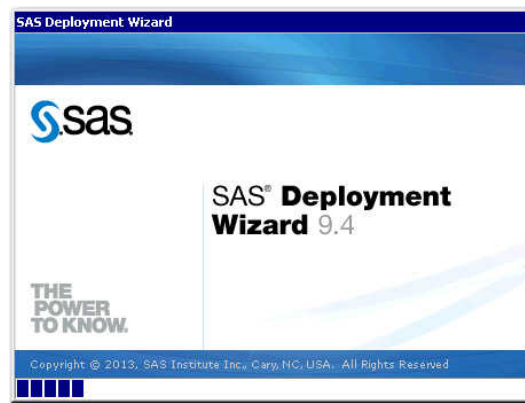 SAS Deployment Wizard
sas
SAS® Deployment
Wizard 9.4
THE
POWER
TO KNOW.
Copyright © 2013, SAS Institute Inc., Cary, NC, USA. All Rights Reserved